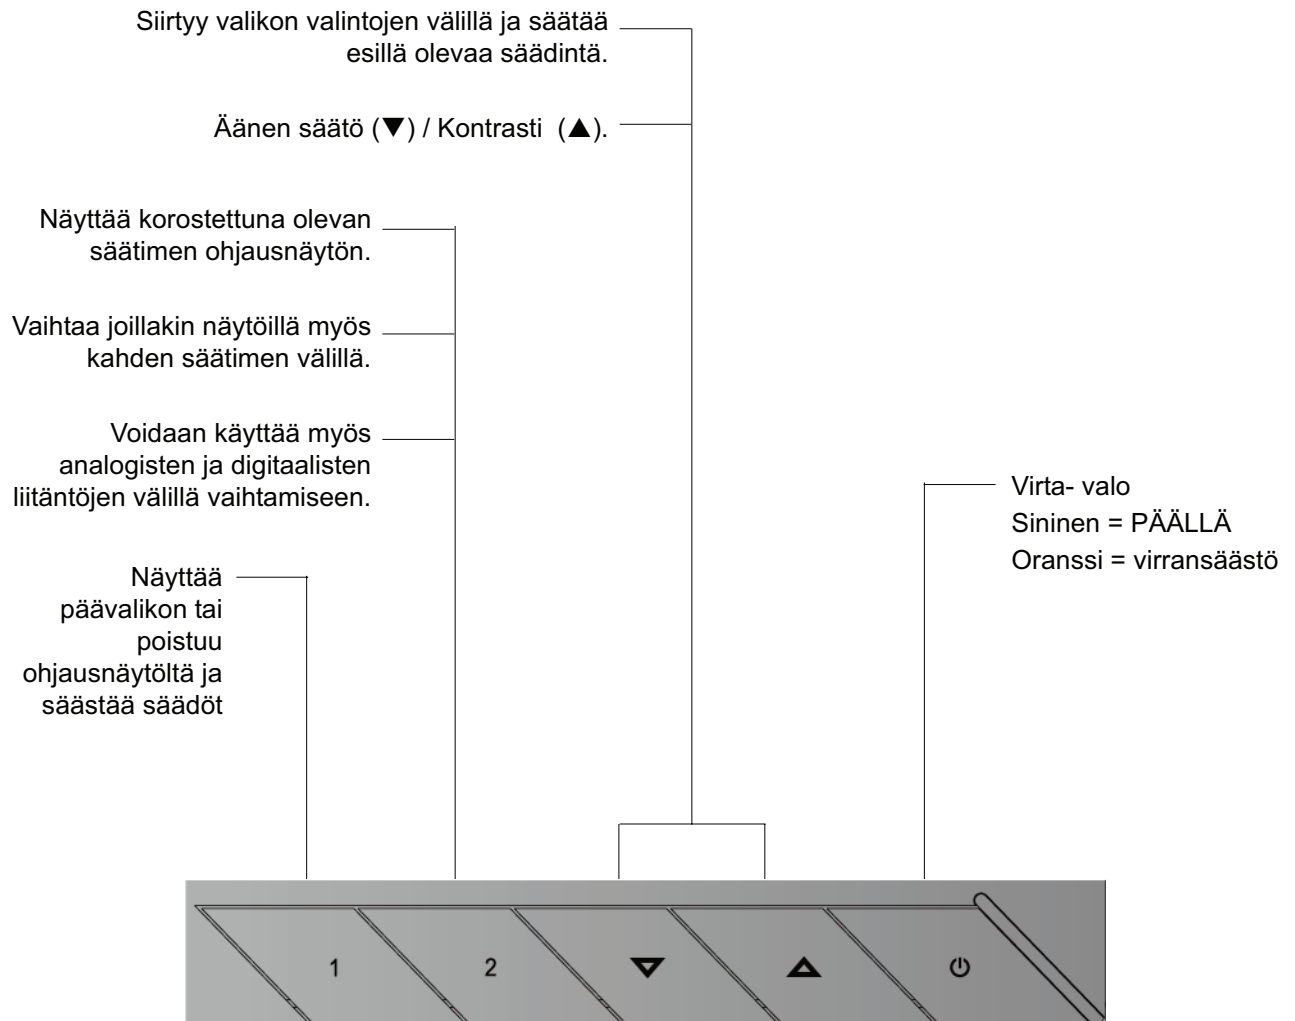 Siirtyy valikon valintojen välillä ja säätää
esillä olevaa säädintä.
Äänen säätö (▼) / Kontrasti (▲).
Näyttää korostettuna olevan
säätimen ohjausnäytön.
Vaihtaa joillakin näytöillä myös
kahden säätimen välillä.
Voidaan käyttää myös
analogisten ja digitaalisten
liitäntöjen välillä vaihtamiseen.
Virta- valo
Sininen = PÄÄLLÄ
Oranssi = virransäästö
Näyttää
päävalikon tai
poistuu
ohjausnäytöltä ja
säästää säädöt
1 2 ▼ ▲ ⏻